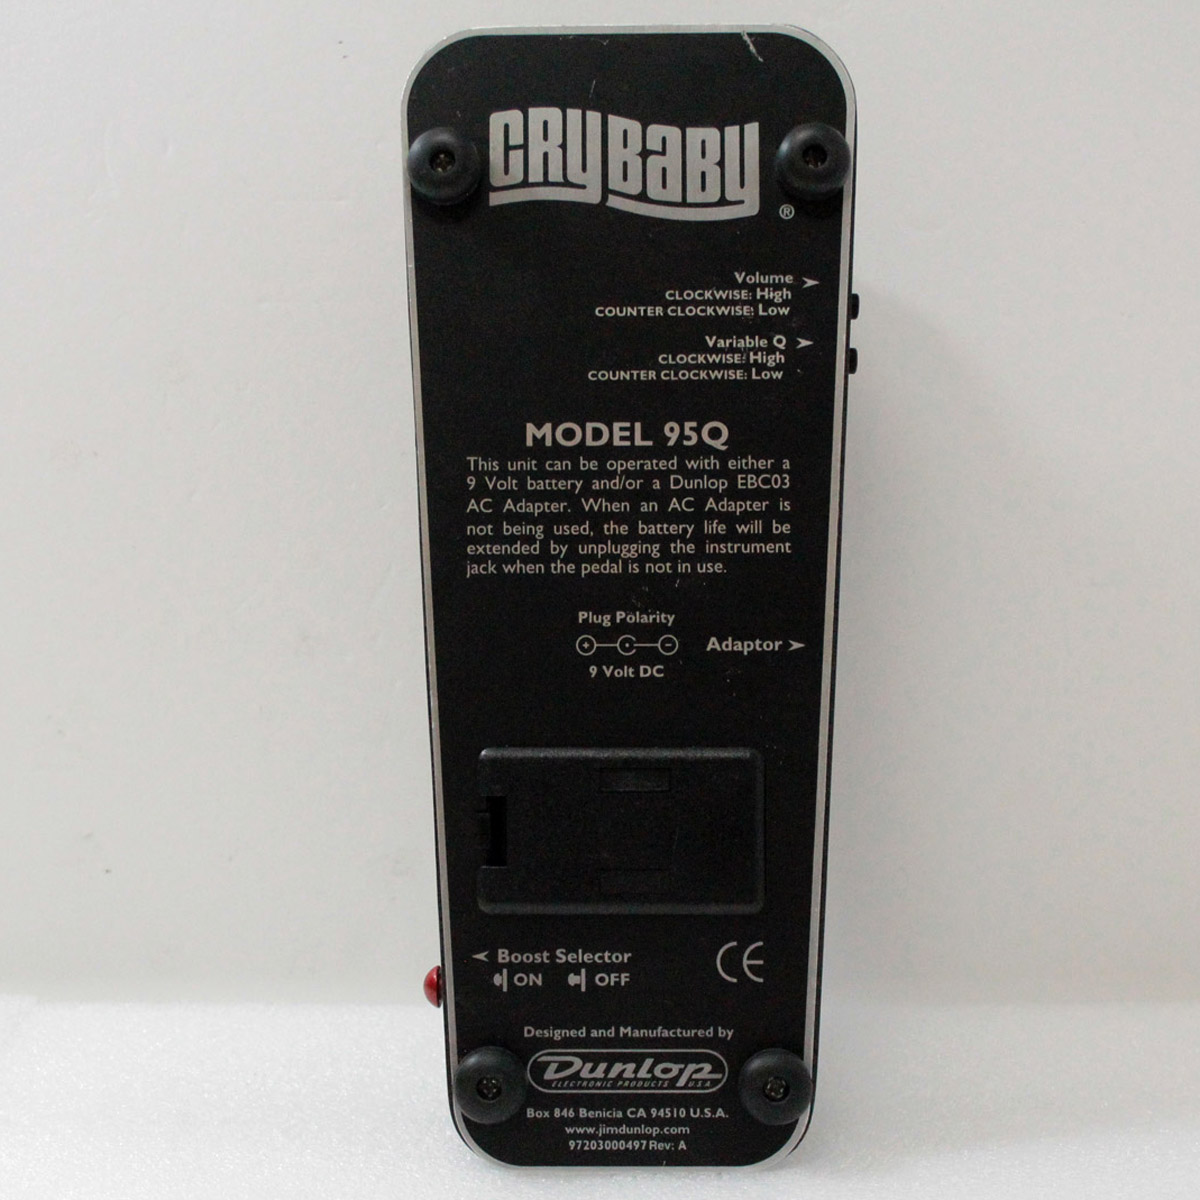 CRYBABY ®
Volume ➤
CLOCKWISE: High
COUNTER CLOCKWISE: Low
Variable Q ➤
CLOCKWISE: High
COUNTER CLOCKWISE: Low
MODEL 95Q
This unit can be operated with either a
9 Volt battery and/or a Dunlop EBC03
AC Adapter. When an AC Adapter is
not being used, the battery life will be
extended by unplugging the instrument
jack when the pedal is not in use.
Plug Polarity
+ − Adaptor ➤
9 Volt DC
Boost Selector
ON OFF
CE
Designed and Manufactured by
Dunlop
ELECTRONIC PRODUCTS U.S.A
Box 846 Benicia CA 94510 U.S.A.
www.jimdunlop.com
97203000497 Rev: A